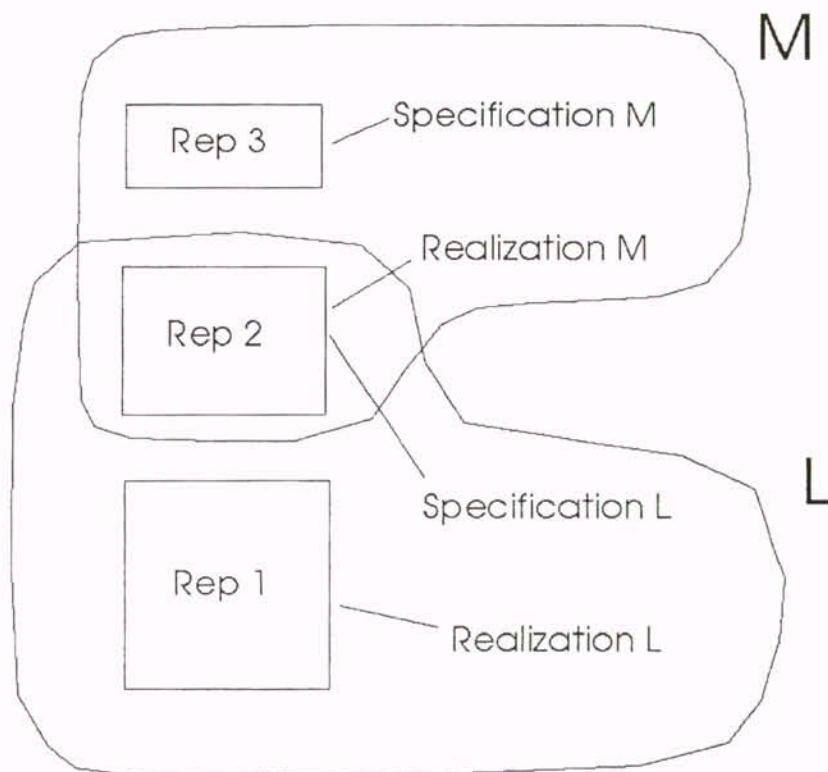 M
Rep 3
Specification M
Realization M
Rep 2
L
Specification L
Rep 1
Realization L